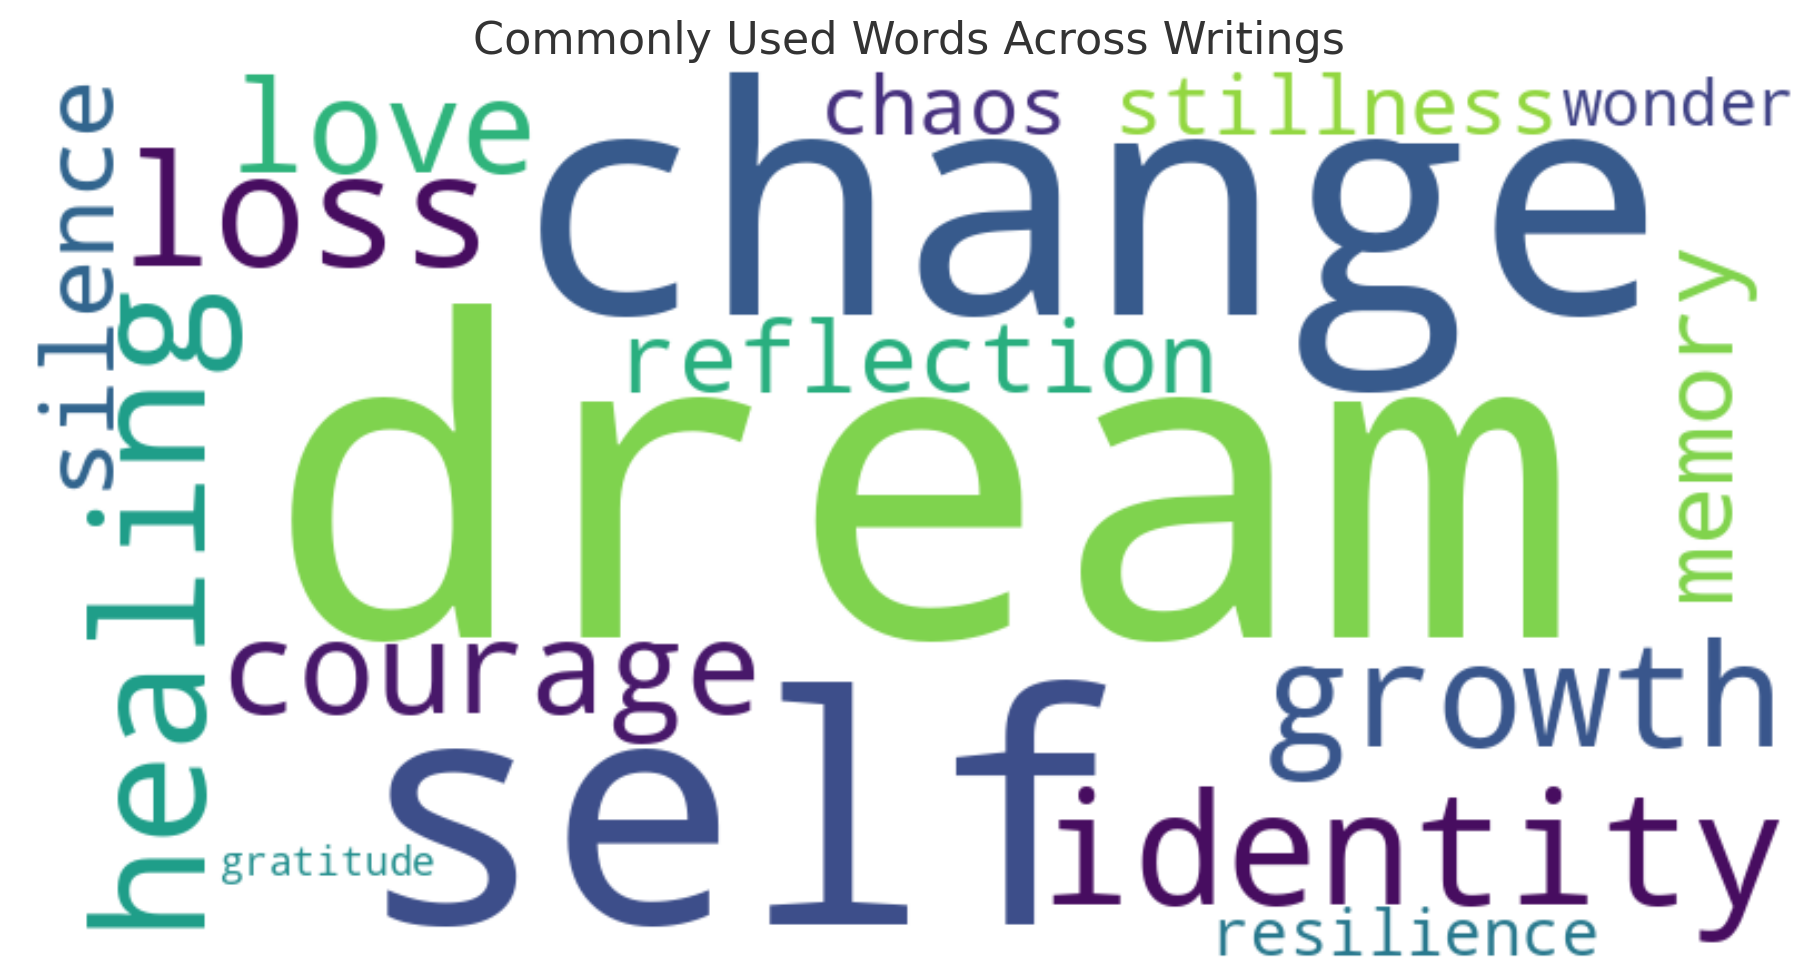 Commonly Used Words Across Writings
silence
love
chaos
stillness
wonder
loss
change
healing
reflection
memory
dream
courage
growth
self
identity
gratitude
resilience